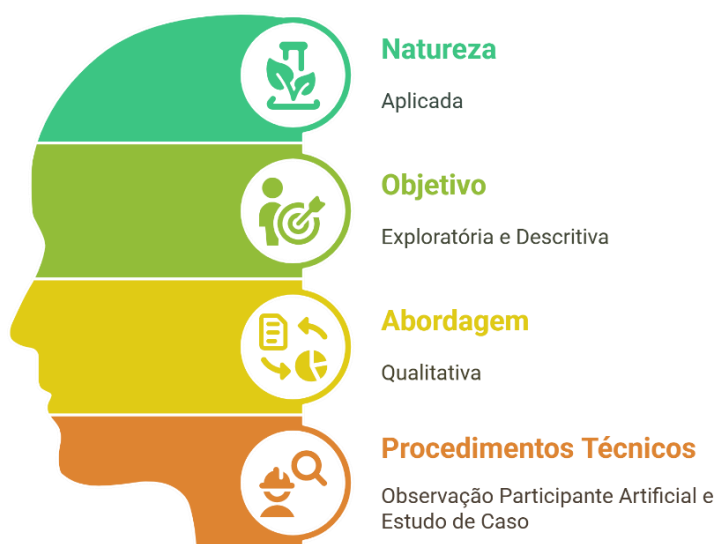 Natureza
Aplicada
Objetivo
Exploratória e Descritiva
Abordagem
Qualitativa
Procedimentos Técnicos
Observação Participante Artificial e
Estudo de Caso